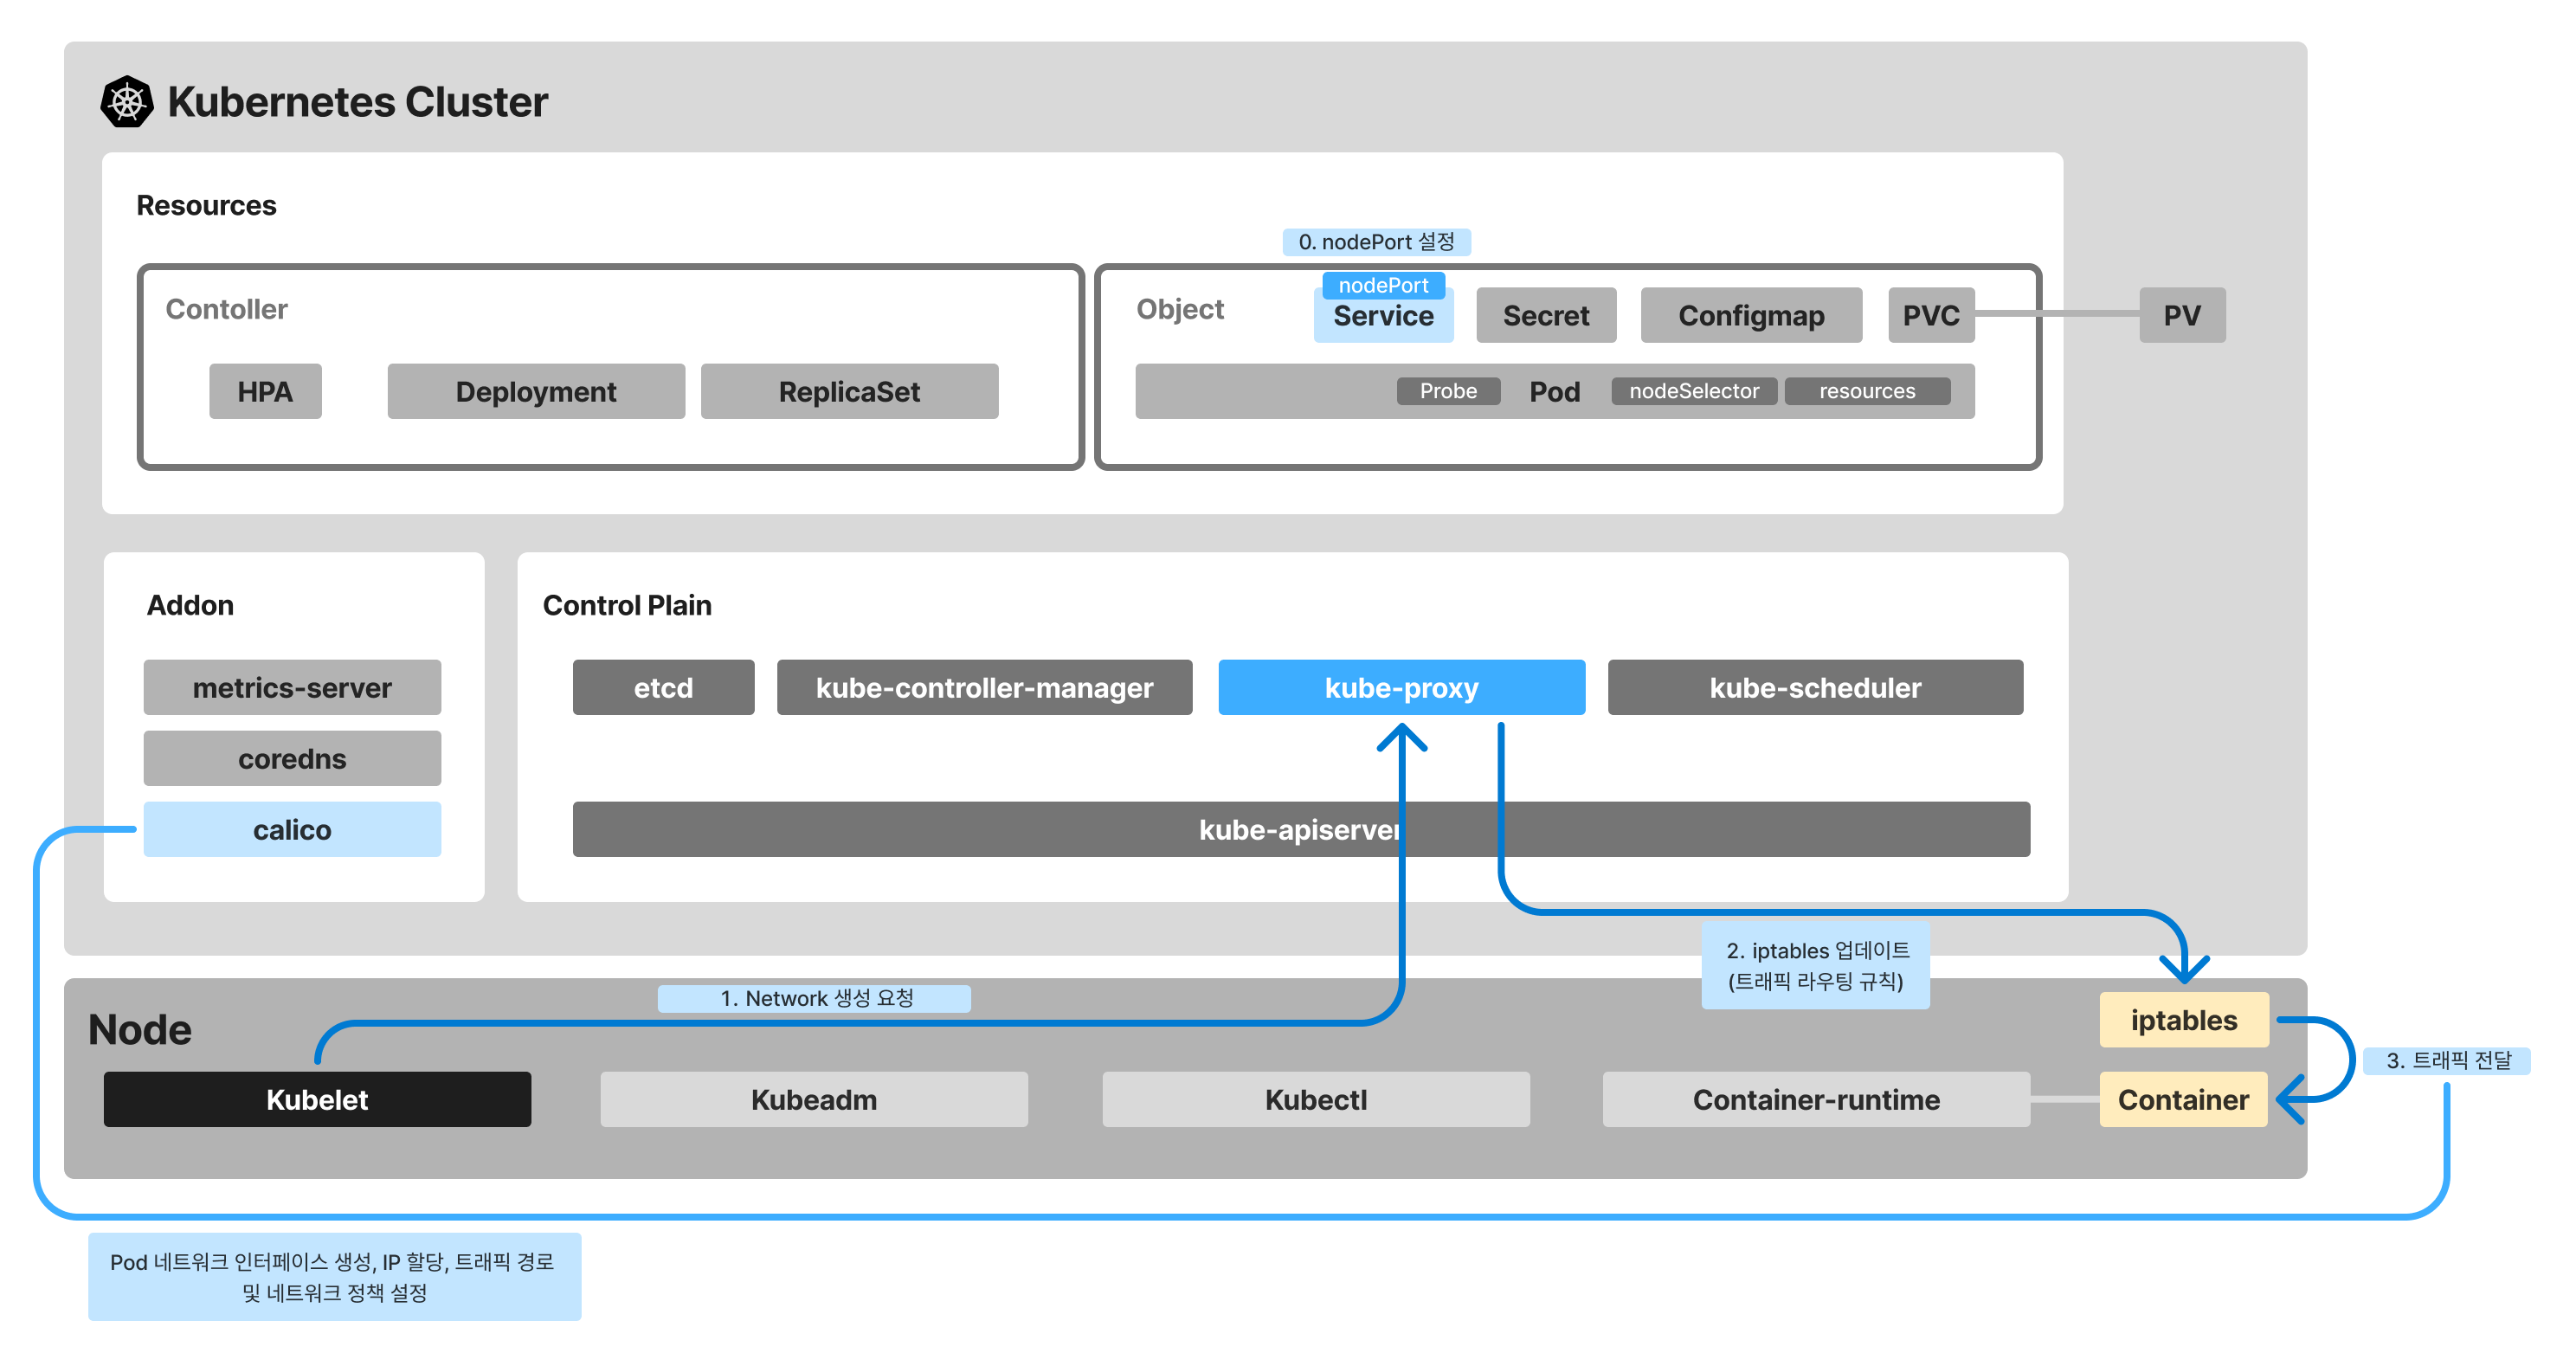 Kubernetes Cluster
Resources
0. nodePort 설정
Contoller
HPA
Deployment
ReplicaSet
Object
nodePort
Service
Secret
Configmap
PVC
PV
Probe
Pod
nodeSelector
resources
Addon
metrics-server
coredns
calico
Control Plain
etcd
kube-controller-manager
kube-proxy
kube-scheduler
kube-apiserver
2. iptables 업데이트
(트래픽 라우팅 규칙)
1. Network 생성 요청
Node
iptables
3. 트래픽 전달
Kubelet
Kubeadm
Kubectl
Container-runtime
Container
Pod 네트워크 인터페이스 생성, IP 할당, 트래픽 경로
및 네트워크 정책 설정